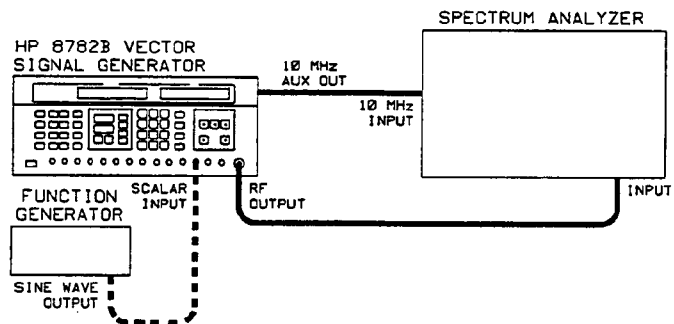 SPECTRUM ANALYZER
HP 8782B VECTOR
SIGNAL GENERATOR
10 MHz
AUX OUT
10 MHz
INPUT
SCALAR
INPUT
RF
OUTPUT
INPUT
FUNCTION
GENERATOR
SINE WAVE
OUTPUT